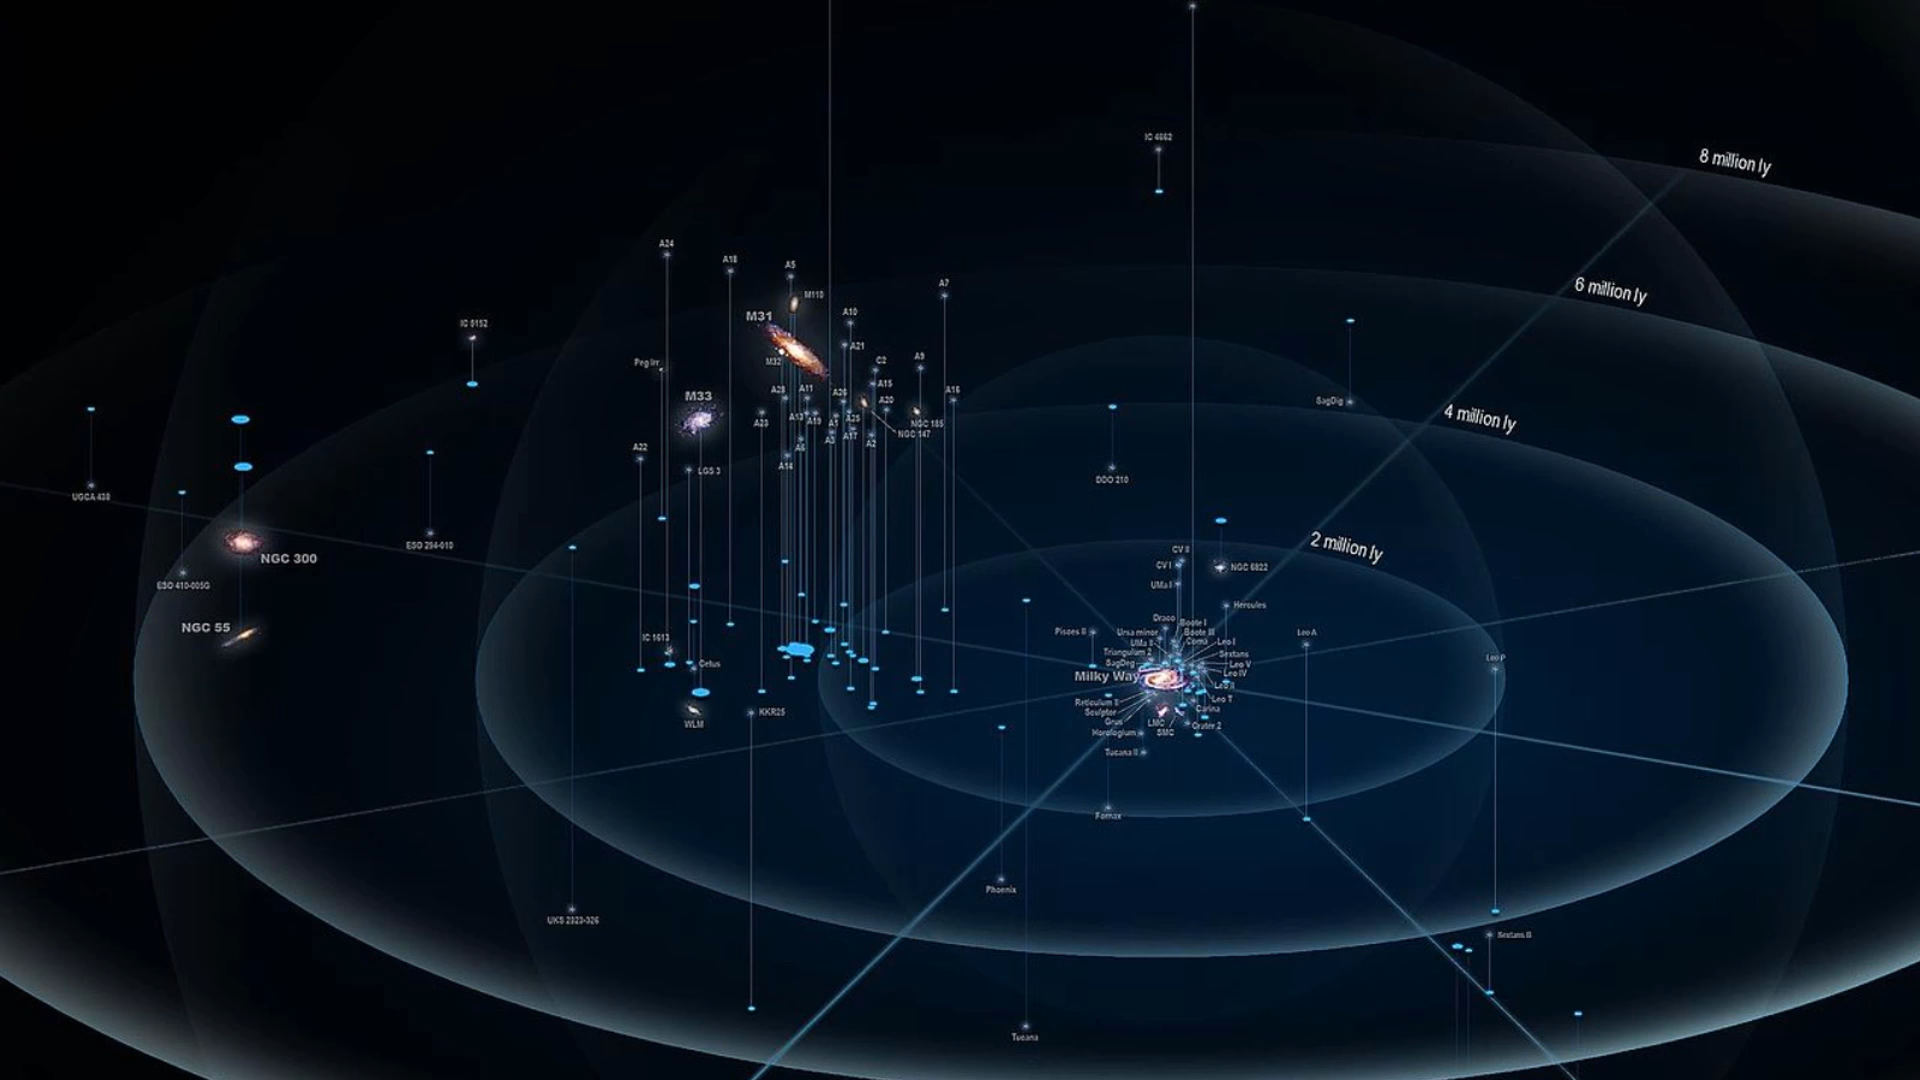 IC 4662
8 million ly
A24
A18
A5
M110
A7
6 million ly
M31
A10
IC 5152
A21
M32
Peg Irr
C2
A9
A15
A28
A11
A26
A16
A20
M33
SagDig
4 million ly
A23
A13
A19
A1
A25
NGC 185
NGC 147
A17
A3
A2
A6
A22
A14
LGS 3
DDO 210
UGCA 438
ESO 294-010
NGC 300
2 million ly
CV II
CV I
NGC 6822
ESO 410-005G
UMa I
Hercules
Draco
Boote I
NGC 55
Pisces II
Ursa minor
Boote III
Leo A
IC 1613
UMa II
Coma
Leo I
Triangulum 2
Sextans
Leo P
Cetus
SagDeg
Leo V
Leo IV
Milky Way
Leo II
Reticulum II
Leo T
Sculptor
Carina
KKR25
Grus
LMC
Crater 2
WLM
Horologium
SMC
Tucana II
Fornax
Phoenix
UKS 2323-326
Sextans B
Tucana